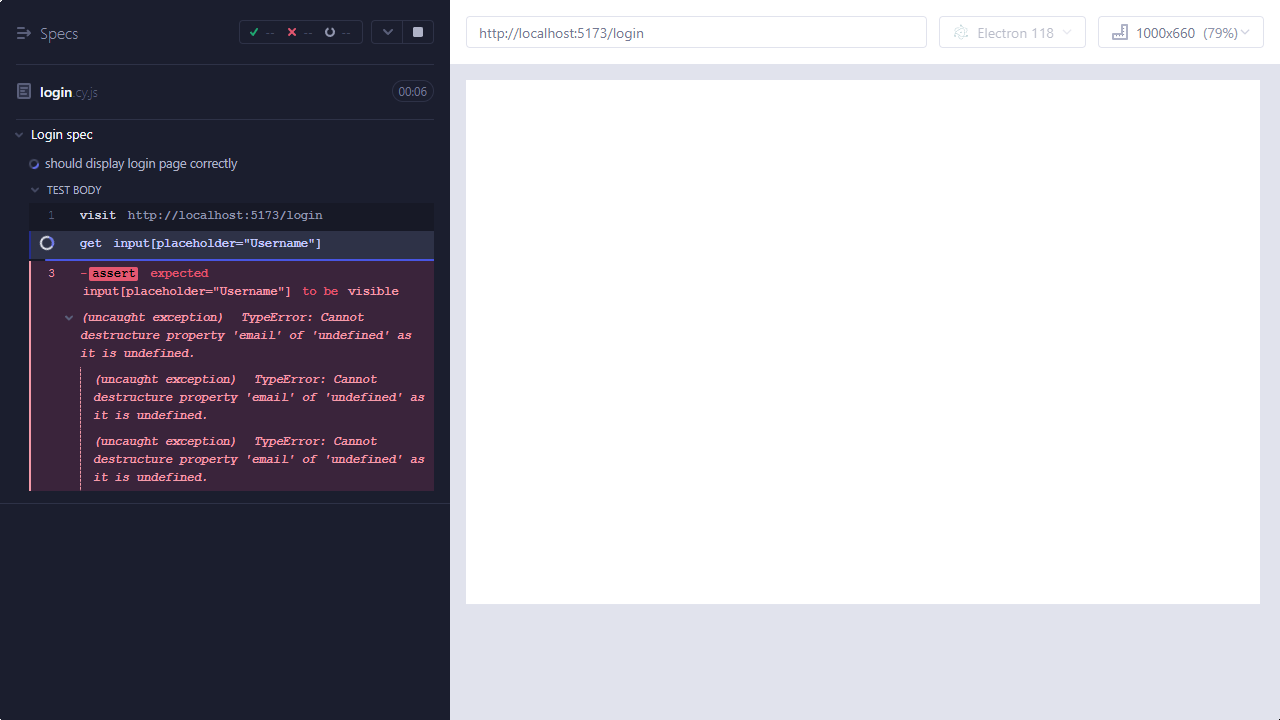 Specs
-- -- --
login.cy.js
00:06
Login spec
should display login page correctly
TEST BODY
1 visit http://localhost:5173/login
get input[placeholder="Username"]
3 -assert expected
input[placeholder="Username"] to be visible
(uncaught exception) TypeError: Cannot
destructure property 'email' of 'undefined' as
it is undefined.
(uncaught exception) TypeError: Cannot
destructure property 'email' of 'undefined' as
it is undefined.
(uncaught exception) TypeError: Cannot
destructure property 'email' of 'undefined' as
it is undefined.
http://localhost:5173/login
Electron 118
1000x660 (79%)